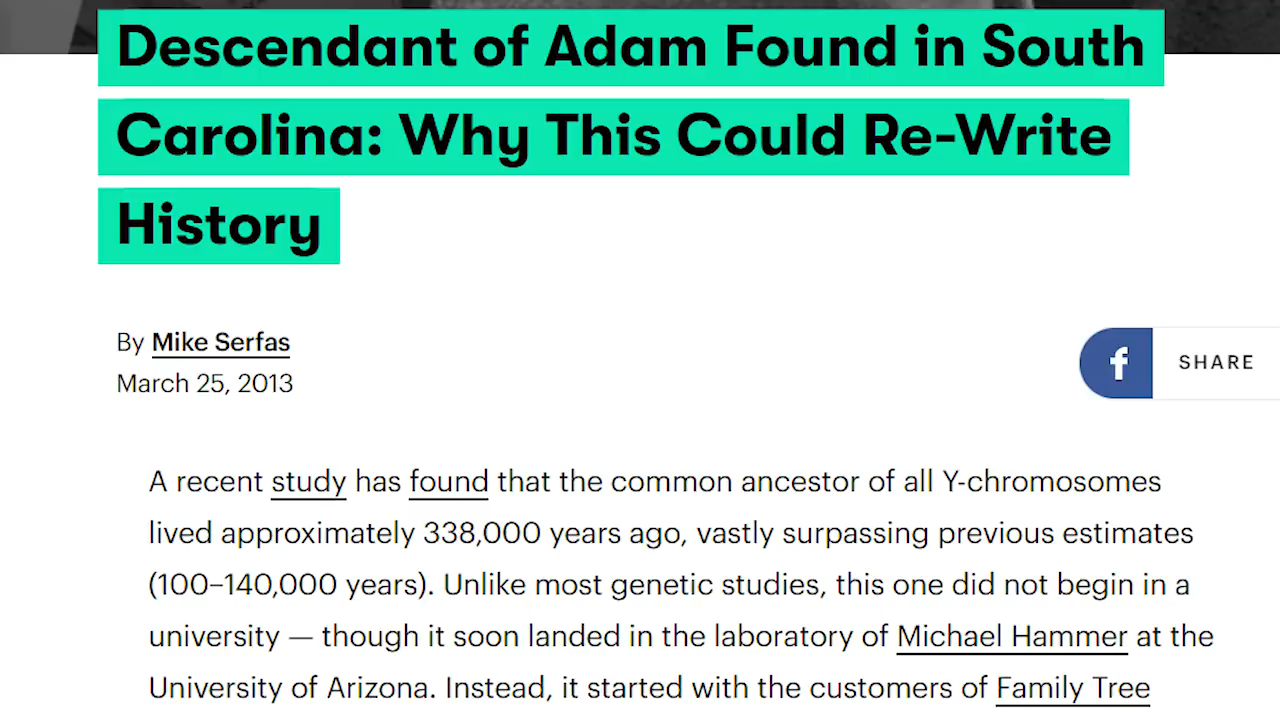 Descendant of Adam Found in South
Carolina: Why This Could Re-Write
History
By Mike Serfas
March 25, 2013
f SHARE
A recent study has found that the common ancestor of all Y-chromosomes
lived approximately 338,000 years ago, vastly surpassing previous estimates
(100–140,000 years). Unlike most genetic studies, this one did not begin in a
university — though it soon landed in the laboratory of Michael Hammer at the
University of Arizona. Instead, it started with the customers of Family Tree